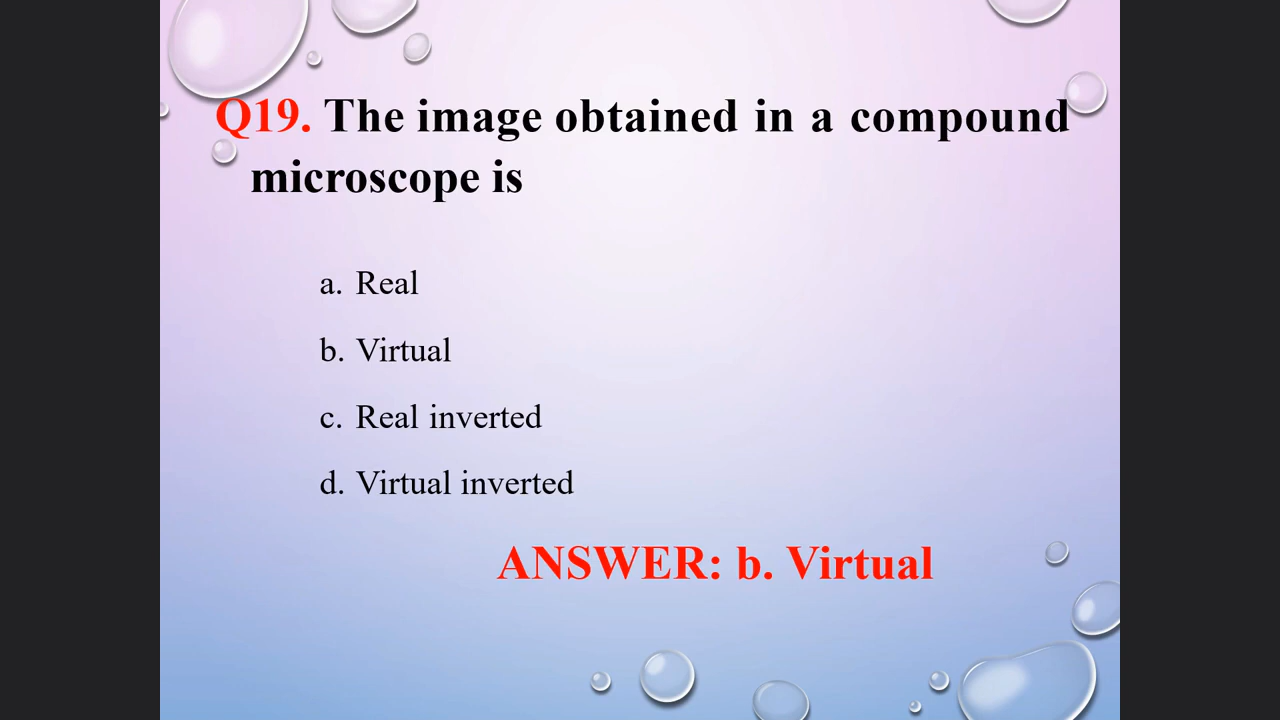 Q19. The image obtained in a compound
microscope is
a. Real
b. Virtual
c. Real inverted
d. Virtual inverted
ANSWER: b. Virtual